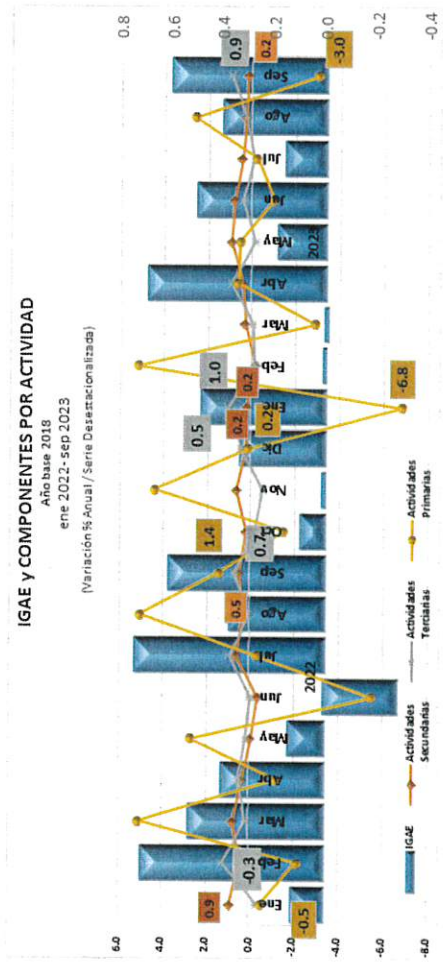 IGAE y COMPONENTES POR ACTIVIDAD
Año base 2018
ene 2022- sep 2023
(Variación % Anual / Serie Desestacionalizada)
6.0
4.0
2.0
0.0
-2.0
-4.0
-6.0
-8.0
0.8
0.6
0.4
0.2
0.0
-0.2
-0.4
0.9
-0.3
-0.5
0.5
1.4
0.7
0.5
0.2
0.2
1.0
0.2
-6.8
0.9
0.2
-3.0
Ene
Feb
Mar
Abr
May
Jun
Jul
Ago
Sep
Oct
Nov
Dic
Ene
Feb
Mar
Abr
May
Jun
Jul
Ago
Sep
2022
2023
IGAE
Actividades
Secundarias
Actividades
Terciarias
Actividades
Primarias